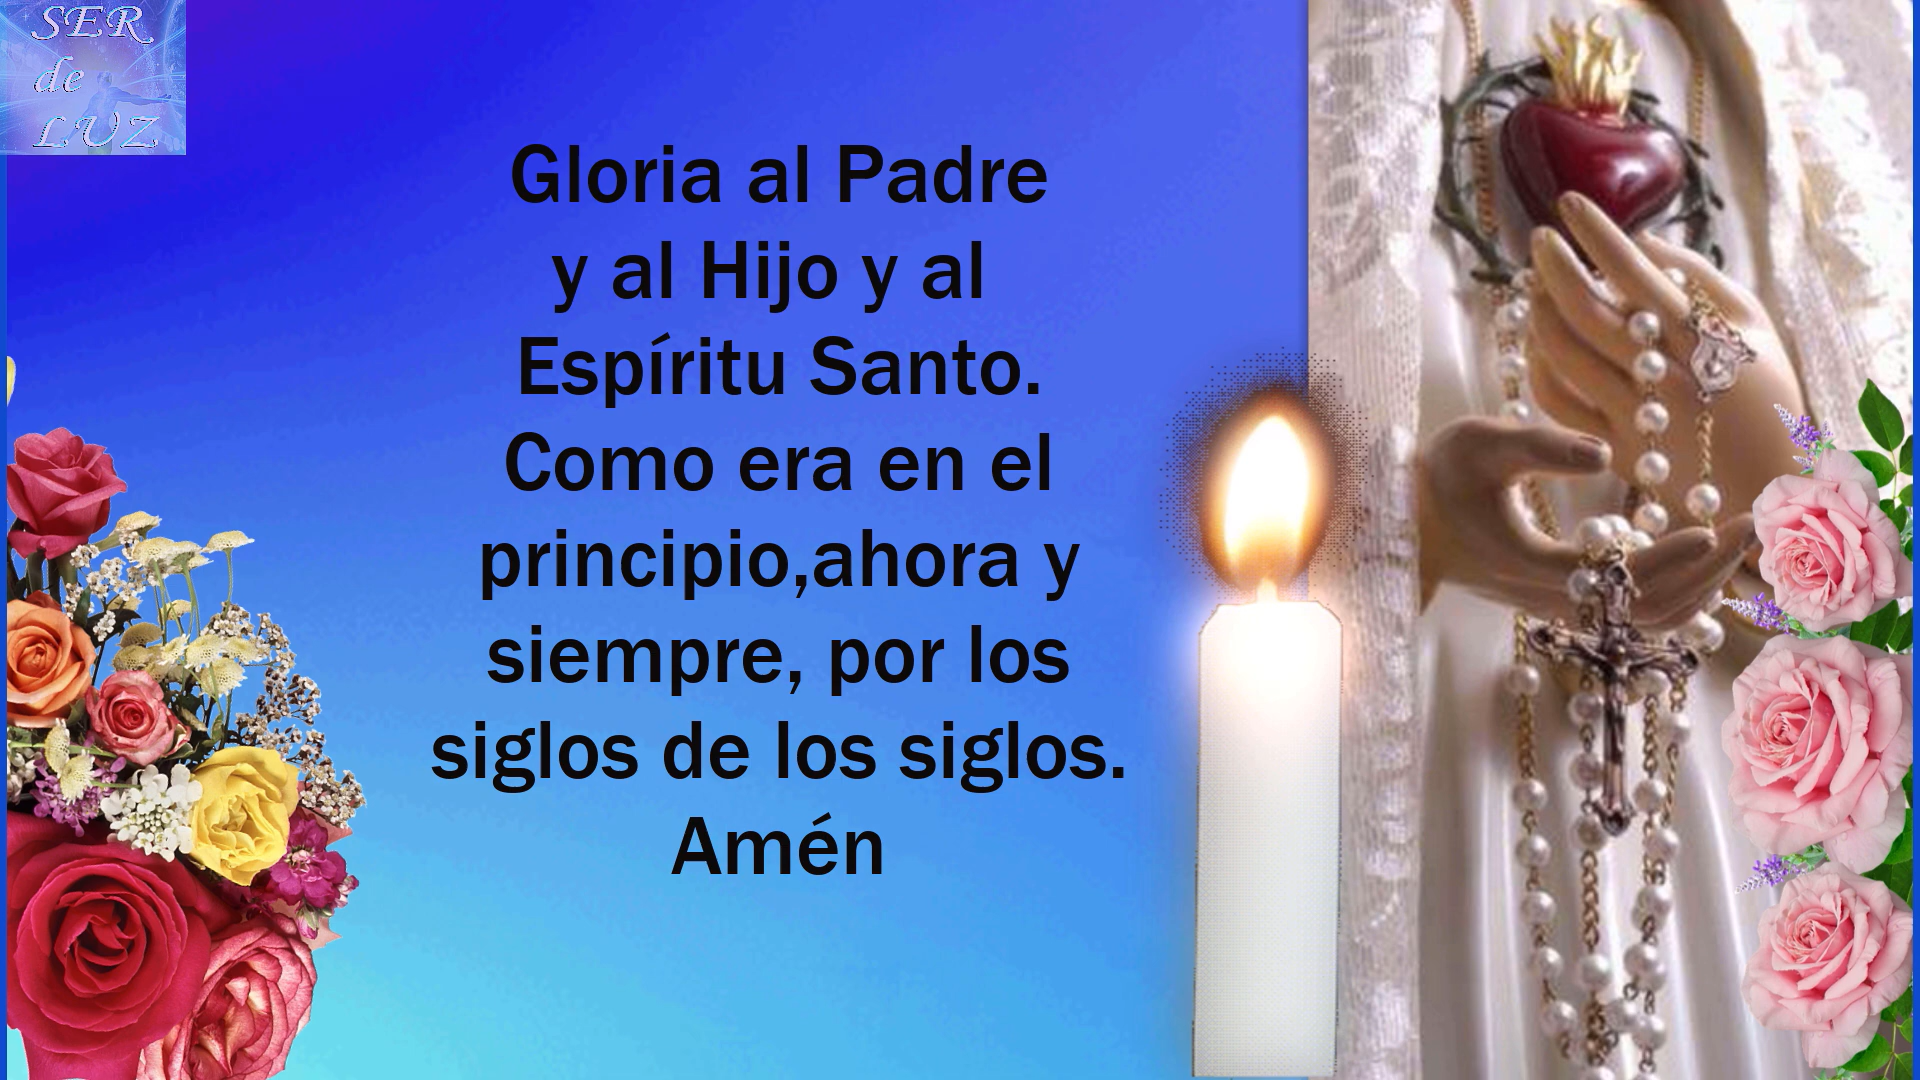 SER
de
LUZ
Gloria al Padre
y al Hijo y al
Espíritu Santo.
Como era en el
principio,ahora y
siempre, por los
siglos de los siglos.
Amén